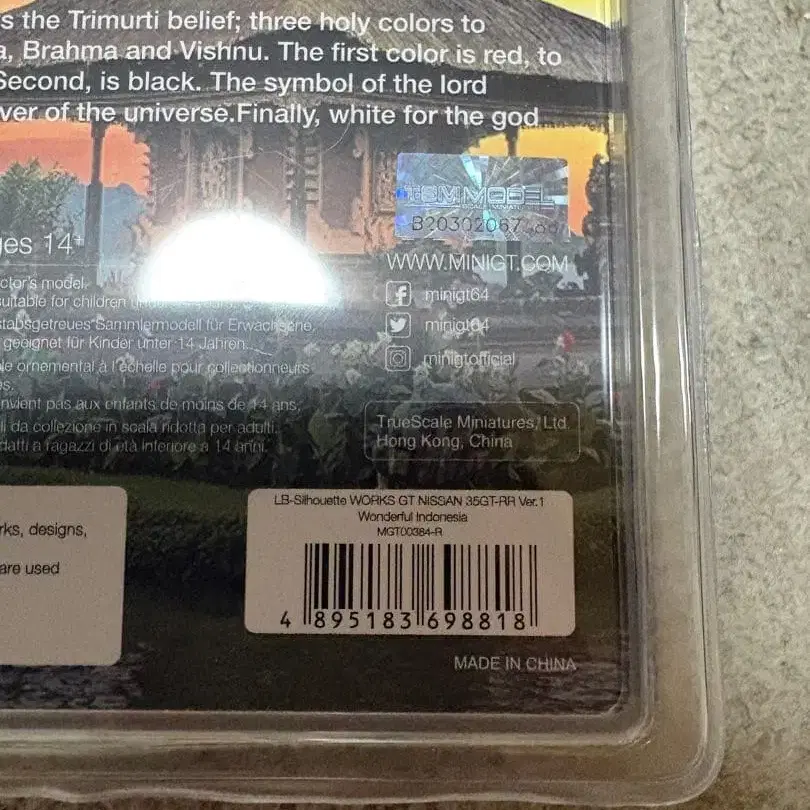 s the Trimurti belief; three holy colors to
a, Brahma and Vishnu. The first color is red, to
Second, is black. The symbol of the lord
ver of the universe.Finally, white for the god
TSM MODEL
ges 14+
WWW.MINIGT.COM
ctor's model.
suitable for children
minigt64
stabsgetreues Sammlermodell für Erwachsene,
geeignet für Kinder unter 14 Jahren.
minigt64
le ornemental à l'échelle pour collectionneurs
es.
minigtofficial
nvient pas aux enfants de moins de 14 ans.
li da collezione in scala ridotta per adulti.
datti a ragazzi di età inferiore a 14 anni.
TrueScale Miniatures, Ltd.
Hong Kong, China
rks, designs,
are used
LB-Silhouette WORKS GT NISSAN 35GT-RR Ver.1
Wonderful Indonesia
MGT00384-R
4 895183 698818
MADE IN CHINA